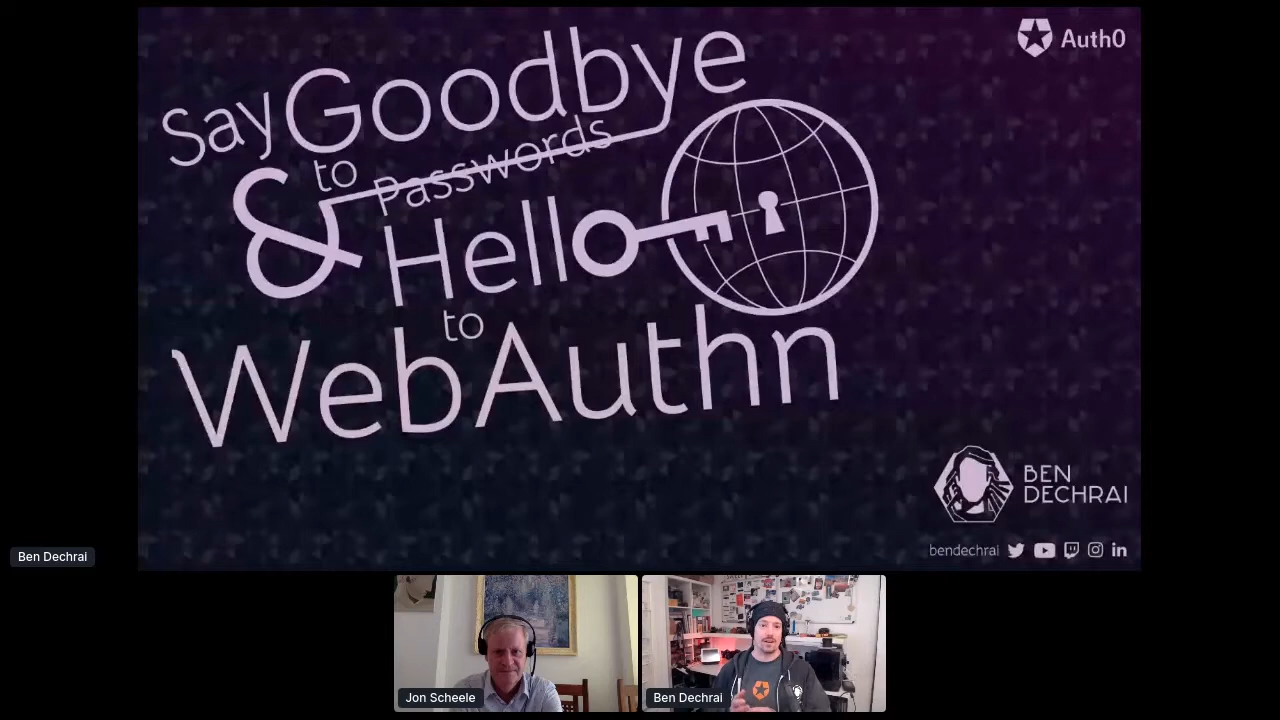 Auth0
Say Goodbye
to Passwords
& Hello
to
WebAuthn
BEN
DECHRAI
bendechrai
Ben Dechrai
Jon Scheele
Ben Dechrai